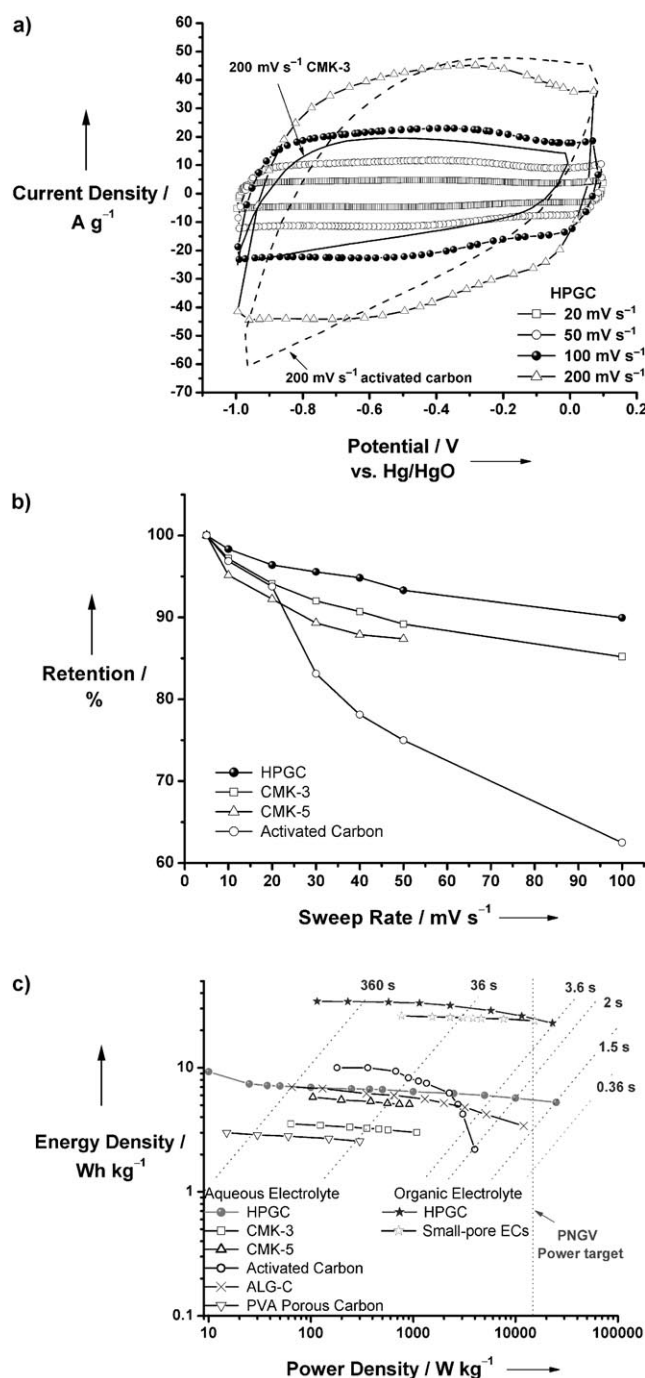 a)
70
60
50
40
30
20
10
0
-10
-20
-30
-40
-50
-60
-70
Current Density /
A g⁻¹
200 mV s⁻¹ CMK-3
HPGC
20 mV s⁻¹
50 mV s⁻¹
100 mV s⁻¹
200 mV s⁻¹
200 mV s⁻¹ activated carbon
-1.0 -0.8 -0.6 -0.4 -0.2 0.0 0.2
Potential / V
vs. Hg/HgO
b)
100
90
80
70
60
Retention /
%
HPGC
CMK-3
CMK-5
Activated Carbon
0 10 20 30 40 50 60 70 80 90 100
Sweep Rate / mV s⁻¹
c)
10
1
0.1
Energy Density /
Wh kg⁻¹
360 s 36 s 3.6 s
2 s
1.5 s
0.36 s
Aqueous Electrolyte
HPGC
CMK-3
CMK-5
Activated Carbon
ALG-C
PVA Porous Carbon
Organic Electrolyte
HPGC
Small-pore ECs
PNGV
Power target
10 100 1000 10000 100000
Power Density / W kg⁻¹